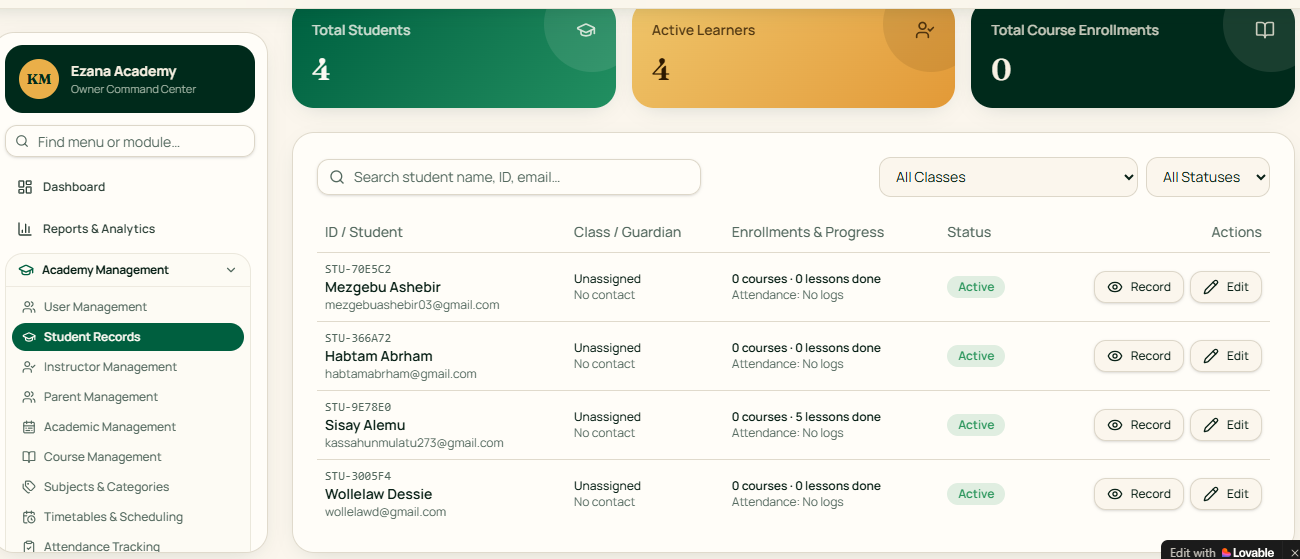 Total Students
4
Active Learners
4
Total Course Enrollments
0
KM
Ezana Academy
Owner Command Center
Find menu or module...
Dashboard
Reports & Analytics
Academy Management
User Management
Student Records
Instructor Management
Parent Management
Academic Management
Course Management
Subjects & Categories
Timetables & Scheduling
Attendance Tracking
Search student name, ID, email...
All Classes
All Statuses
ID / Student Class / Guardian Enrollments & Progress Status Actions
STU-70E5C2
Mezgebu Ashebir
mezgebuashebir03@gmail.com
Unassigned
No contact
0 courses · 0 lessons done
Attendance: No logs
Active
Record
Edit
STU-366A72
Habtam Abrham
habtamabrham@gmail.com
Unassigned
No contact
0 courses · 0 lessons done
Attendance: No logs
Active
Record
Edit
STU-9E78E0
Sisay Alemu
kassahunmulatu273@gmail.com
Unassigned
No contact
0 courses · 5 lessons done
Attendance: No logs
Active
Record
Edit
STU-3005F4
Wollelaw Dessie
wollelawd@gmail.com
Unassigned
No contact
0 courses · 0 lessons done
Attendance: No logs
Active
Record
Edit
Edit with Lovable